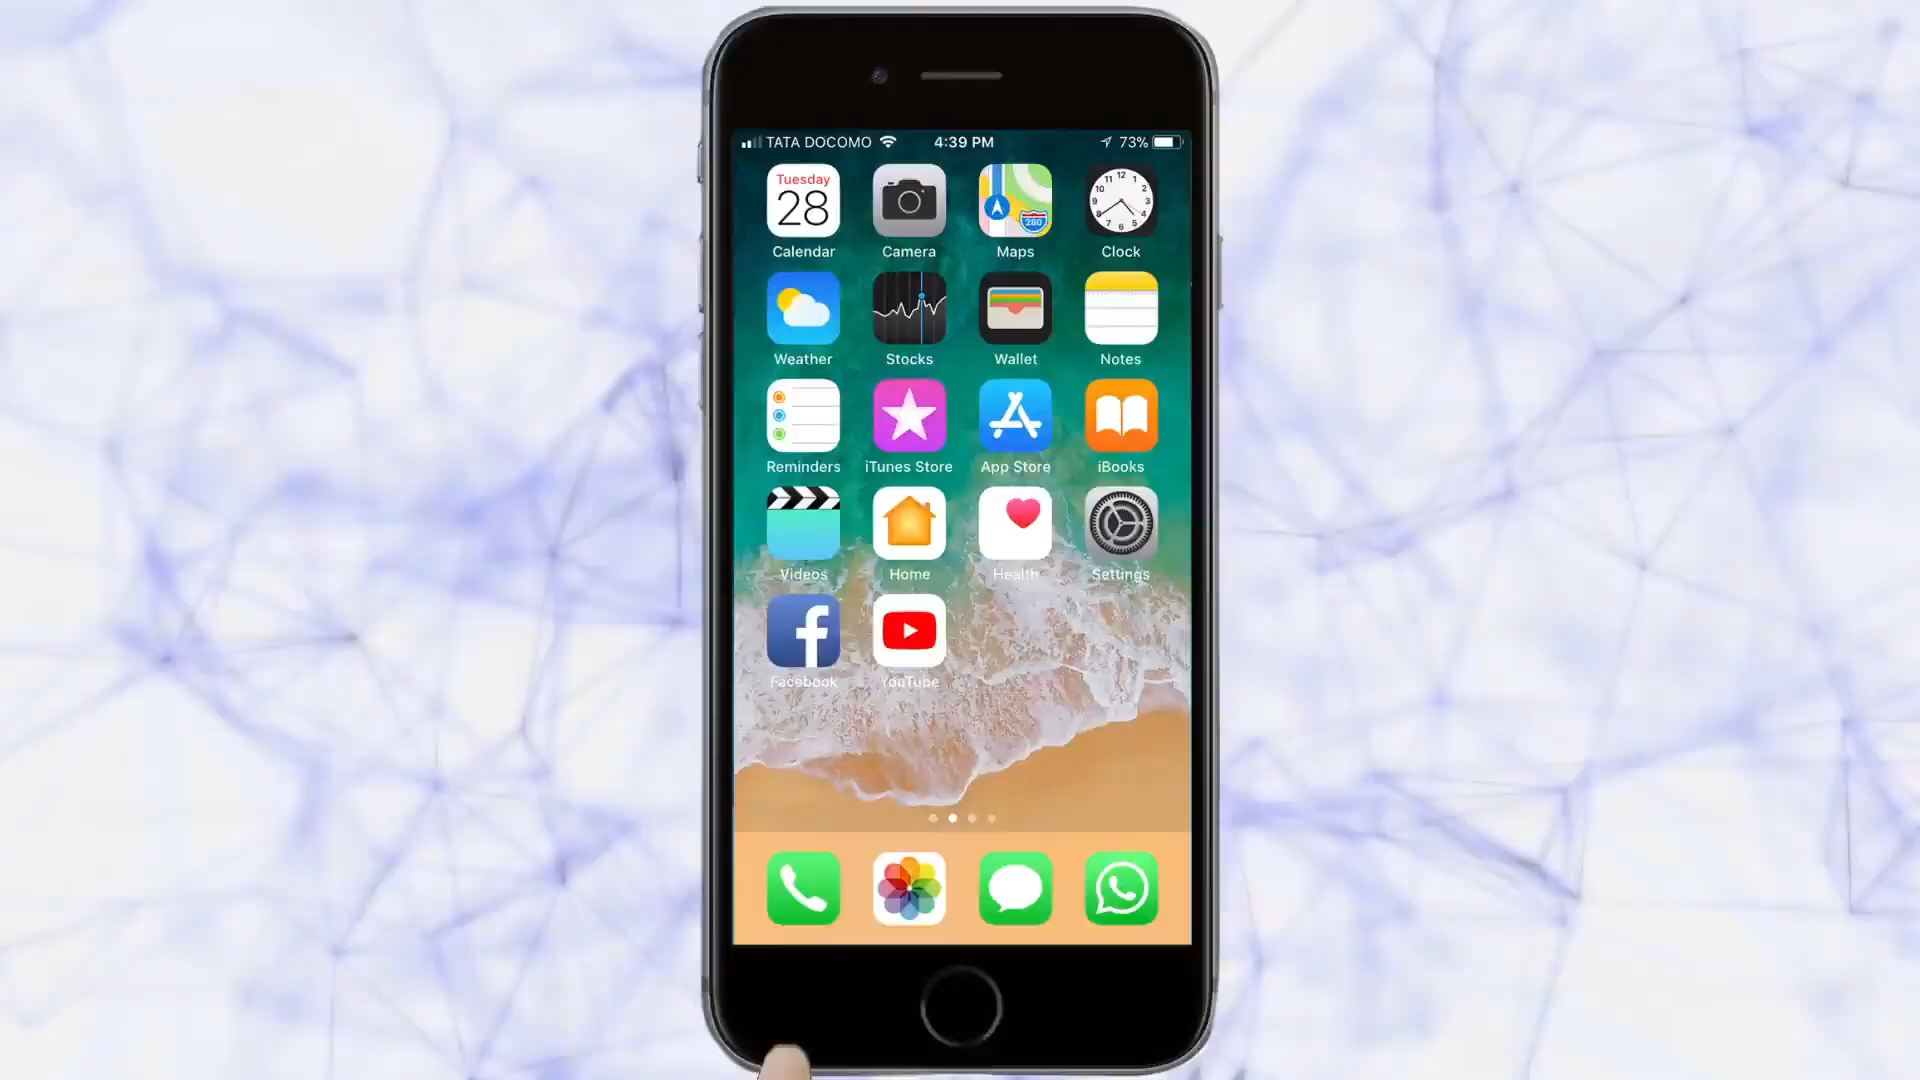 TATA DOCOMO 4:39 PM 73%
Tuesday
28
280
Calendar Camera Maps Clock
Weather Stocks Wallet Notes
Reminders iTunes Store App Store iBooks
Videos Home Health Settings
Facebook YouTube